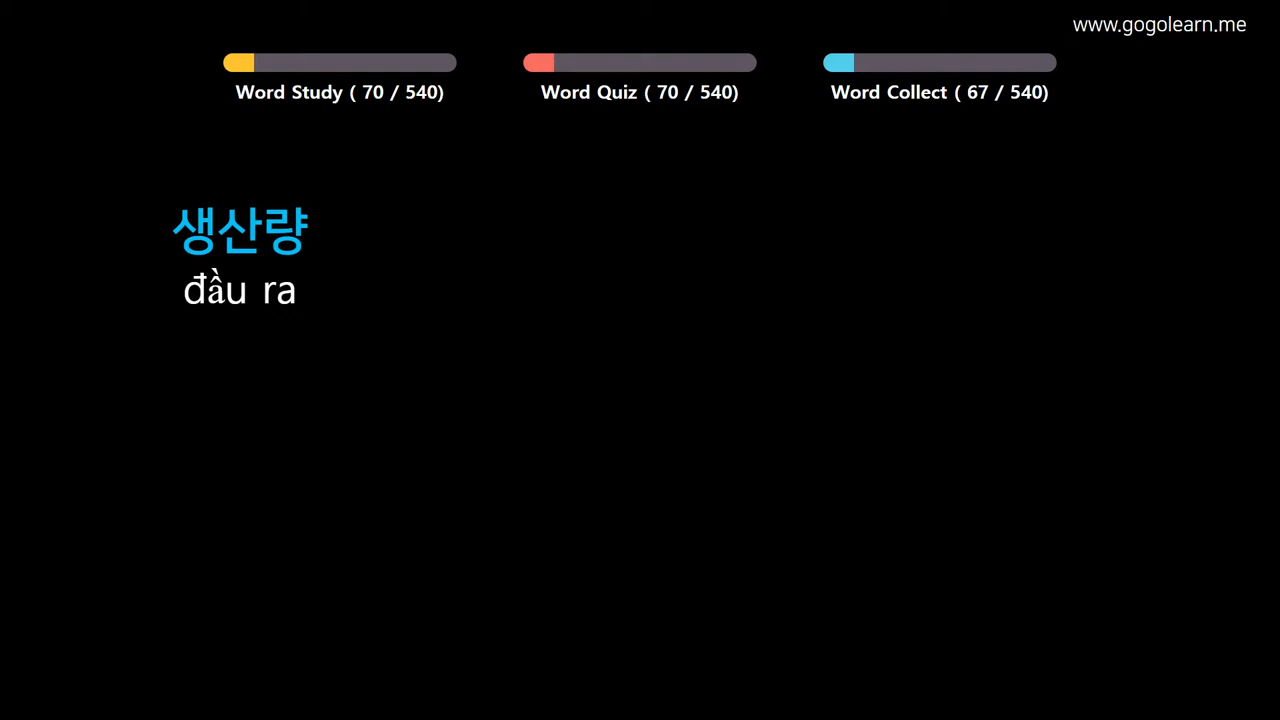 www.gogolearn.me
Word Study ( 70 / 540)
Word Quiz ( 70 / 540)
Word Collect ( 67 / 540)
생산량
đầu ra